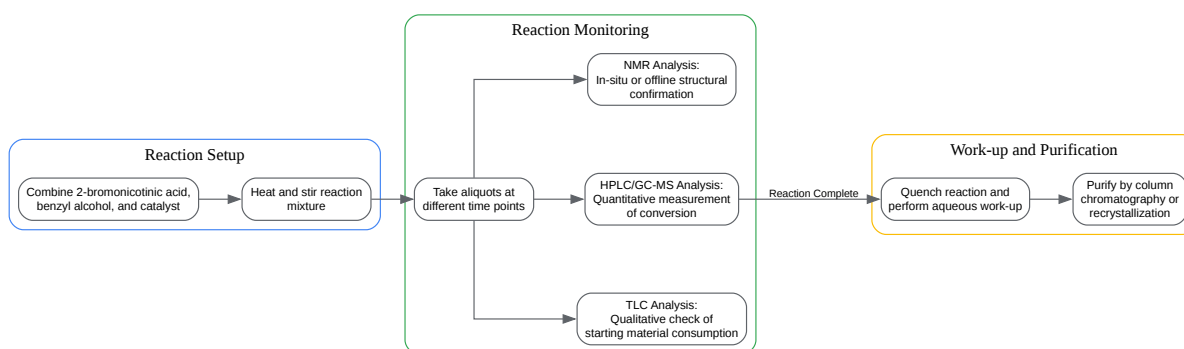 Reaction Setup
Combine 2-bromonicotinic acid,
benzyl alcohol, and catalyst
Heat and stir reaction
mixture
Reaction Monitoring
Take aliquots at
different time points
NMR Analysis:
In-situ or offline structural
confirmation
HPLC/GC-MS Analysis:
Quantitative measurement
of conversion
TLC Analysis:
Qualitative check of
starting material consumption
Reaction Complete
Work-up and Purification
Quench reaction and
perform aqueous work-up
Purify by column
chromatography or
recrystallization